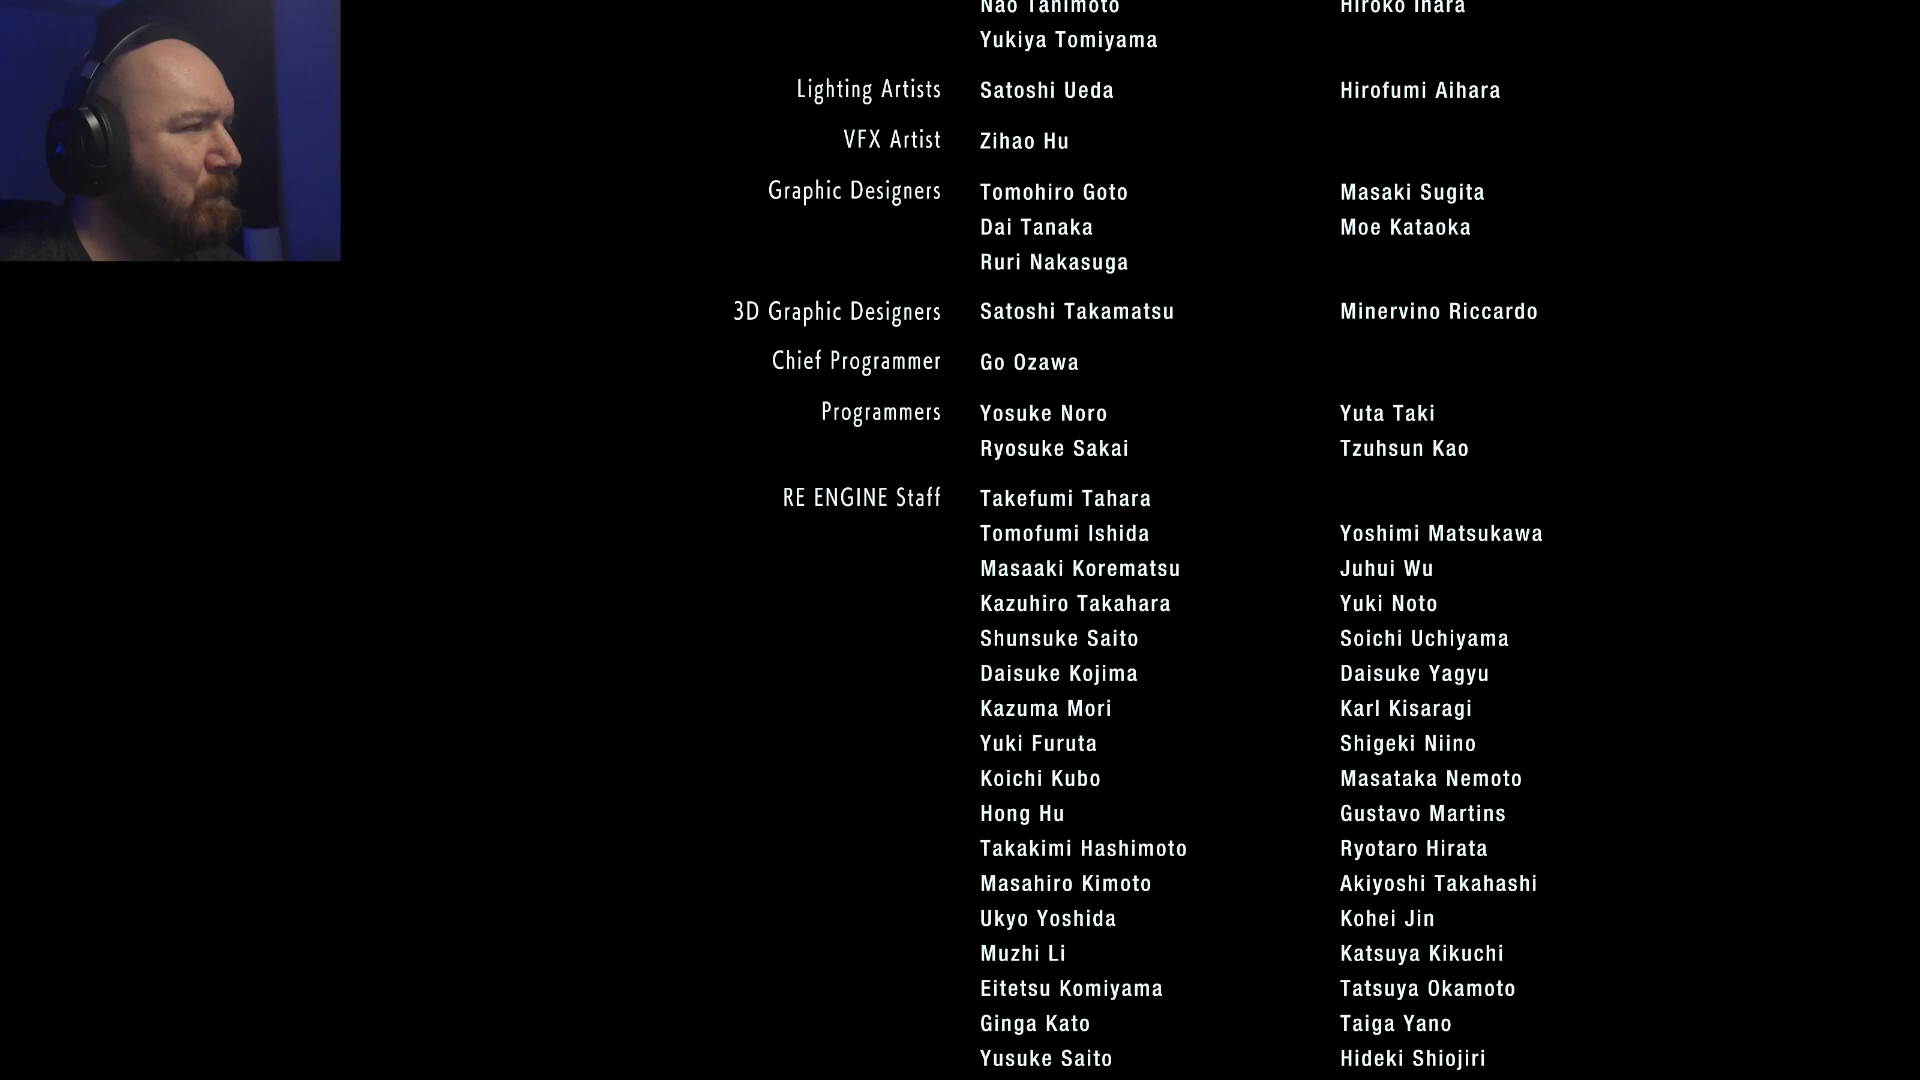 Nao Tanimoto Hiroko Ihara
Yukiya Tomiyama
Lighting Artists Satoshi Ueda Hirofumi Aihara
VFX Artist Zihao Hu
Graphic Designers Tomohiro Goto Masaki Sugita
Dai Tanaka Moe Kataoka
Ruri Nakasuga
3D Graphic Designers Satoshi Takamatsu Minervino Riccardo
Chief Programmer Go Ozawa
Programmers Yosuke Noro Yuta Taki
Ryosuke Sakai Tzuhsun Kao
RE ENGINE Staff Takefumi Tahara
Tomofumi Ishida Yoshimi Matsukawa
Masaaki Korematsu Juhui Wu
Kazuhiro Takahara Yuki Noto
Shunsuke Saito Soichi Uchiyama
Daisuke Kojima Daisuke Yagyu
Kazuma Mori Karl Kisaragi
Yuki Furuta Shigeki Niino
Koichi Kubo Masataka Nemoto
Hong Hu Gustavo Martins
Takakimi Hashimoto Ryotaro Hirata
Masahiro Kimoto Akiyoshi Takahashi
Ukyo Yoshida Kohei Jin
Muzhi Li Katsuya Kikuchi
Eitetsu Komiyama Tatsuya Okamoto
Ginga Kato Taiga Yano
Yusuke Saito Hideki Shiojiri